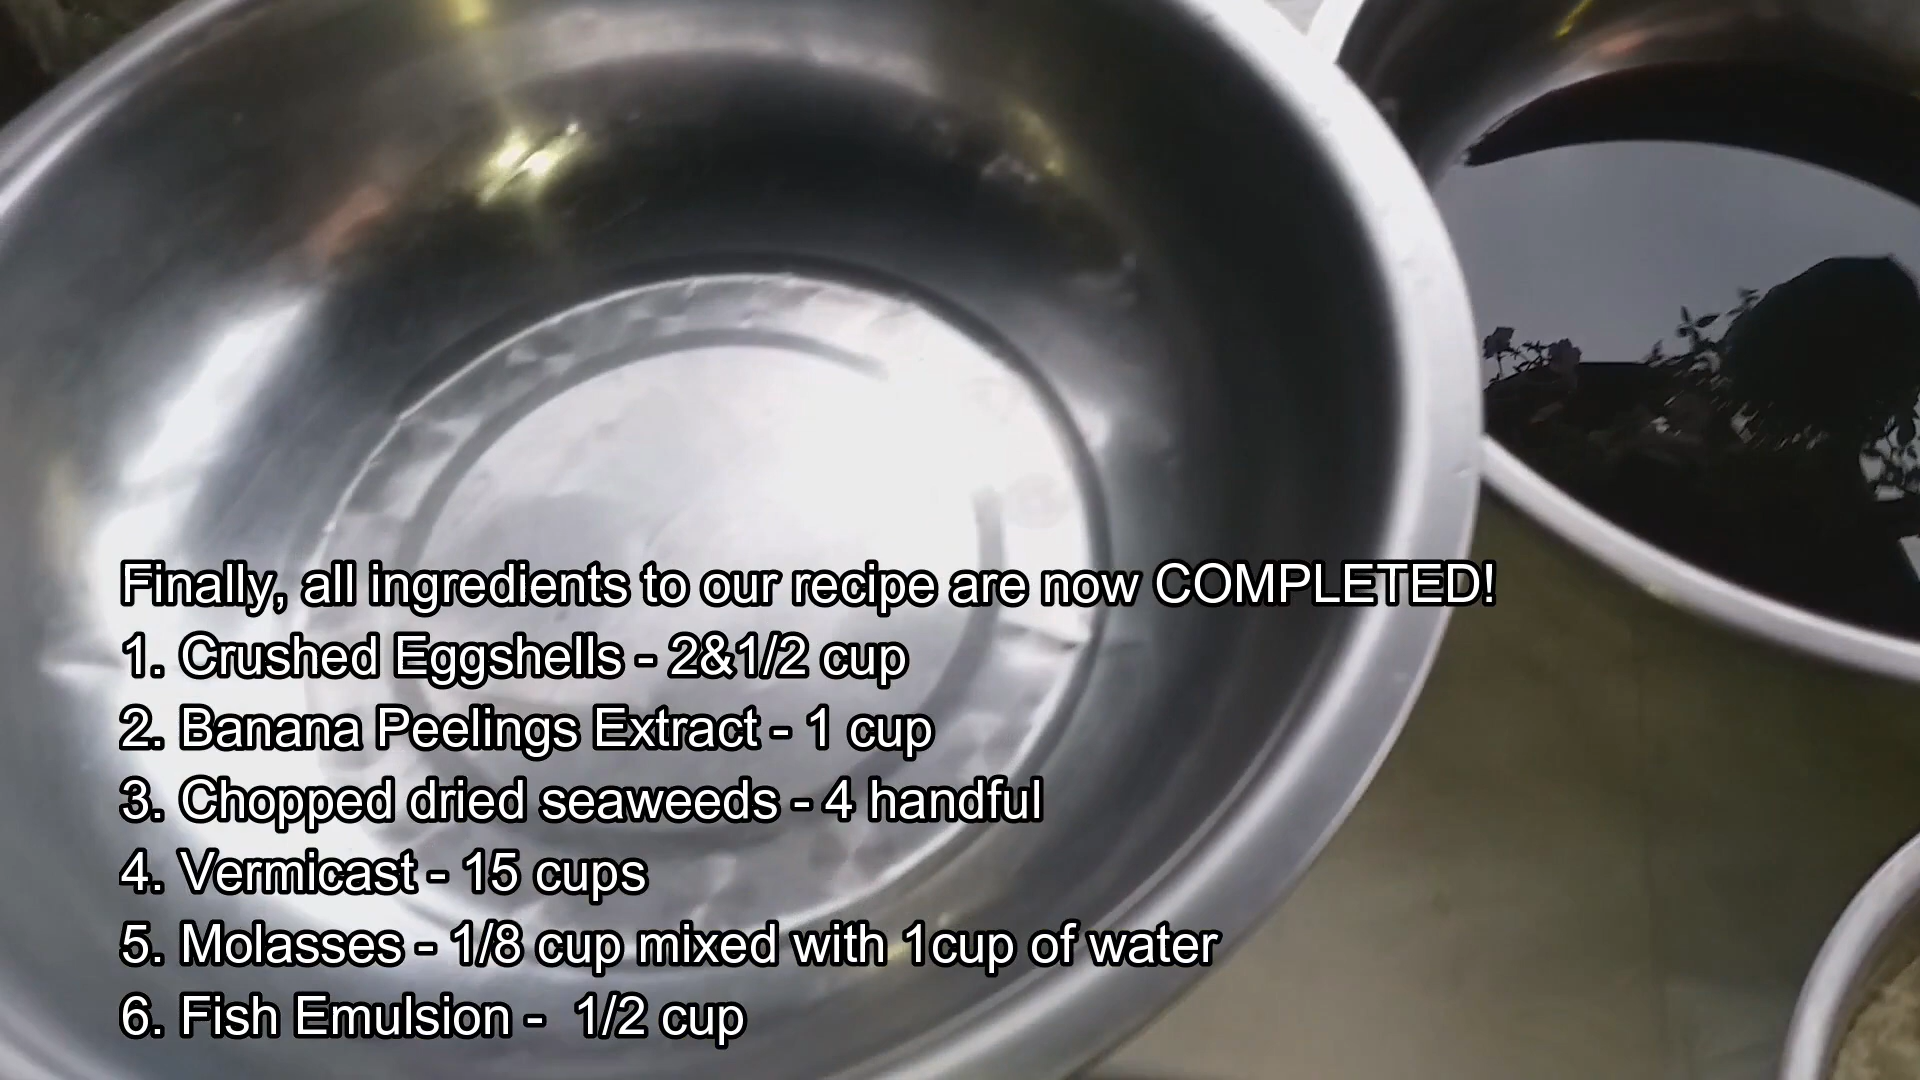 Finally, all ingredients to our recipe are now COMPLETED!
1. Crushed Eggshells - 2&1/2 cup
2. Banana Peelings Extract - 1 cup
3. Chopped dried seaweeds - 4 handful
4. Vermicast - 15 cups
5. Molasses - 1/8 cup mixed with 1cup of water
6. Fish Emulsion -  1/2 cup